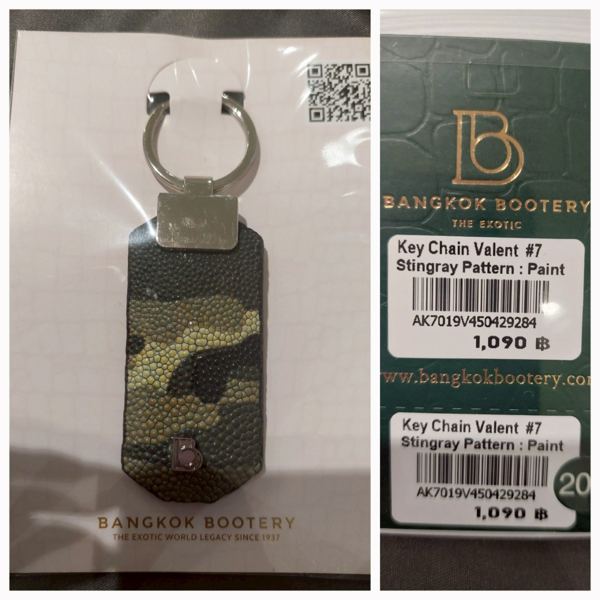 B
BANGKOK BOOTERY
THE EXOTIC WORLD LEGACY SINCE 1937
B
BANGKOK BOOTERY
THE EXOTIC
Key Chain Valent #7
Stingray Pattern : Paint
AK7019V450429284
1,090 ฿
www.bangkokbootery.com
Key Chain Valent #7
Stingray Pattern : Paint
AK7019V450429284
1,090 ฿
20